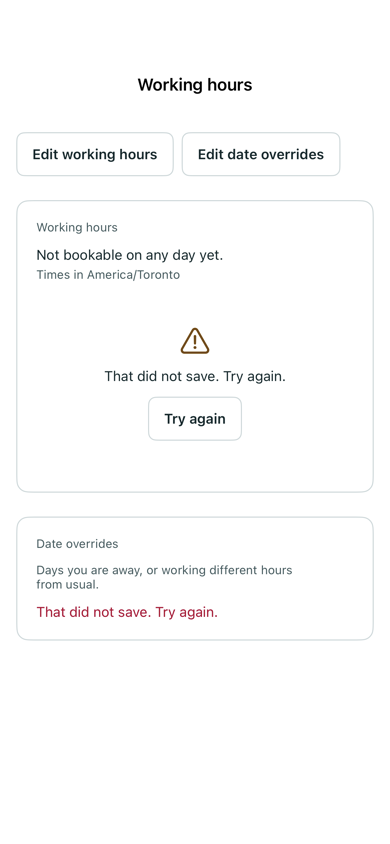 Working hours
Edit working hours
Edit date overrides
Working hours
Not bookable on any day yet.
Times in America/Toronto
That did not save. Try again.
Try again
Date overrides
Days you are away, or working different hours
from usual.
That did not save. Try again.